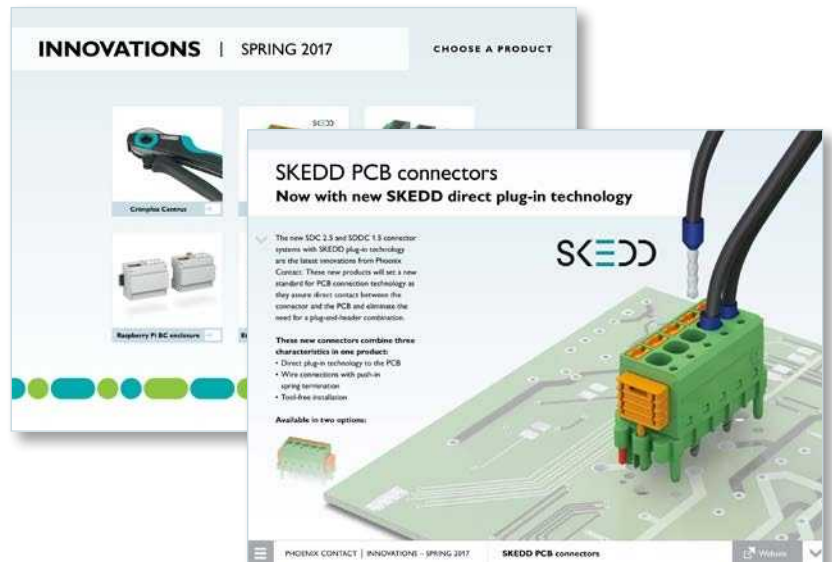 INNOVATIONS | SPRING 2017
CHOOSE A PRODUCT
SKEDD
Crimpfox Centrus
Raspberry Pi BC enclosure
SKEDD PCB connectors
Now with new SKEDD direct plug-in technology
The new SDC 2.5 and SDDC 1.5 connector
systems with SKEDD plug-in technology
are the latest innovations from Phoenix
Contact. These new products will set a new
standard for PCB connection technology as
they assure direct contact between the
connector and the PCB and eliminate the
need for a plug-and-header combination.
These new connectors combine three
characteristics in one product:
• Direct plug-in technology to the PCB
• Wire connections with push-in
spring termination
• Tool-free installation
Available in two options:
SKEDD
PHOENIX CONTACT | INNOVATIONS – SPRING 2017
SKEDD PCB connectors
Website